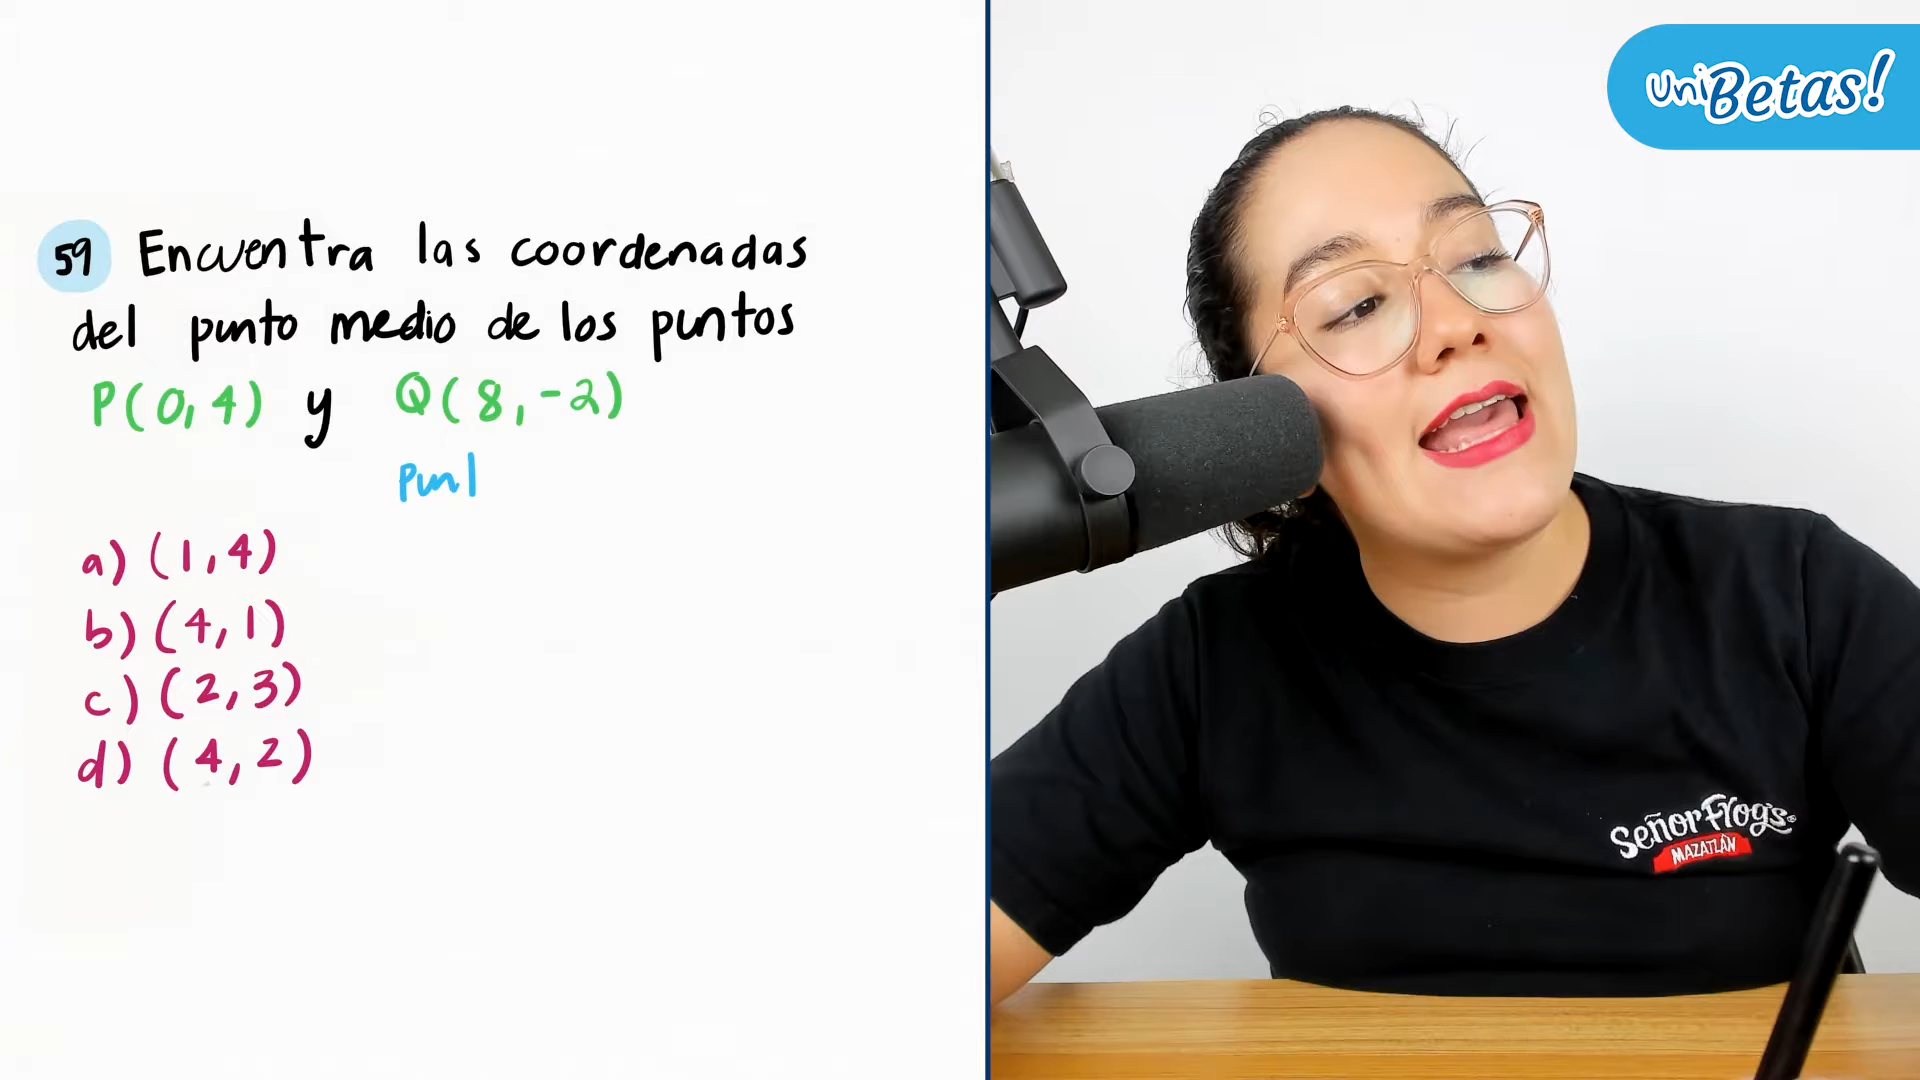 59 Encuentra las coordenadas
del punto medio de los puntos
P(0,4) y Q(8,-2)
Pun
a) (1,4)
b) (4,1)
c) (2,3)
d) (4,2)
UniBetas!
Señor Frog's
MAZATLÁN